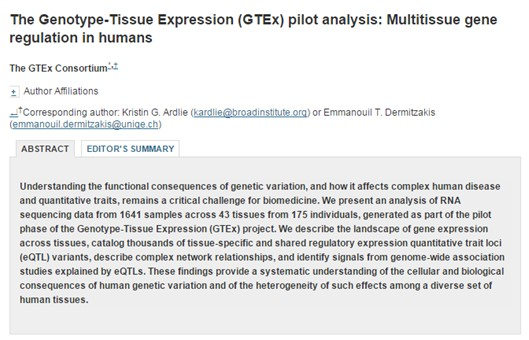 The Genotype-Tissue Expression (GTEx) pilot analysis: Multitissue gene
regulation in humans
The GTEx Consortium*,†
+ Author Affiliations
↵†Corresponding author: Kristin G. Ardlie (kardlie@broadinstitute.org) or Emmanouil T. Dermitzakis
(emmanouil.dermitzakis@unige.ch)
ABSTRACT EDITOR'S SUMMARY
Understanding the functional consequences of genetic variation, and how it affects complex human disease
and quantitative traits, remains a critical challenge for biomedicine. We present an analysis of RNA
sequencing data from 1641 samples across 43 tissues from 175 individuals, generated as part of the pilot
phase of the Genotype-Tissue Expression (GTEx) project. We describe the landscape of gene expression
across tissues, catalog thousands of tissue-specific and shared regulatory expression quantitative trait loci
(eQTL) variants, describe complex network relationships, and identify signals from genome-wide association
studies explained by eQTLs. These findings provide a systematic understanding of the cellular and biological
consequences of human genetic variation and of the heterogeneity of such effects among a diverse set of
human tissues.